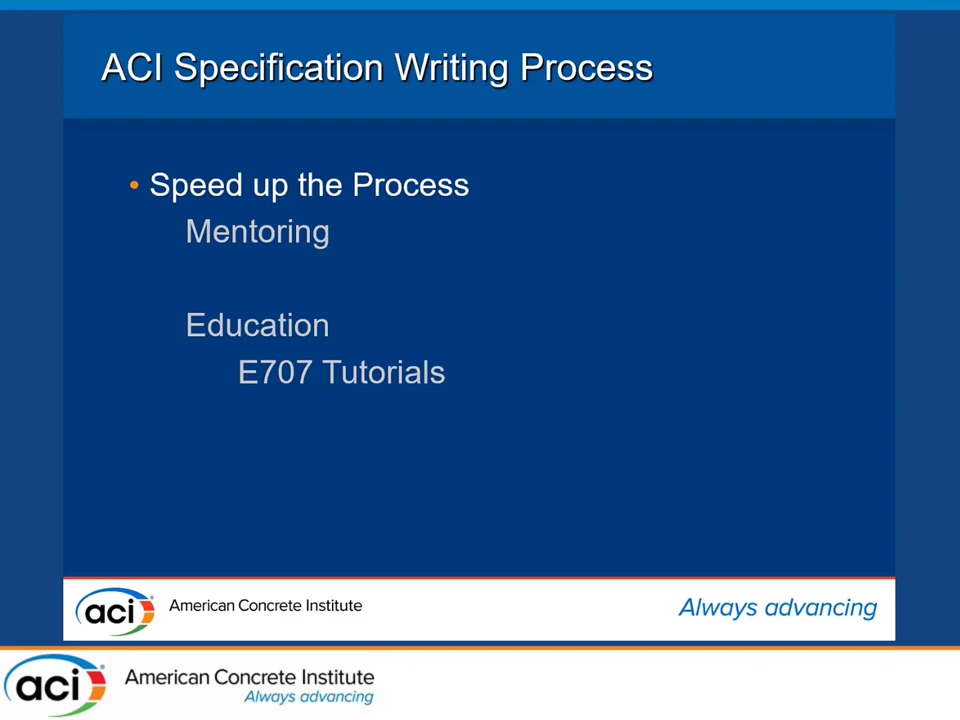 ACI Specification Writing Process
• Speed up the Process
Mentoring
Education
E707 Tutorials
aci
American Concrete Institute
Always advancing
aci
American Concrete Institute
Always advancing